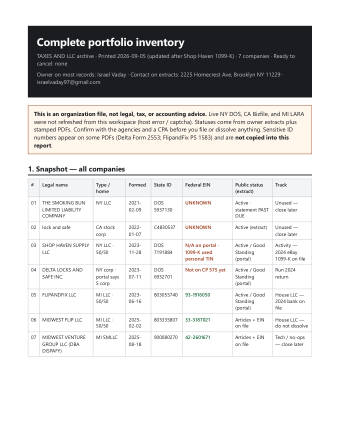 Complete portfolio inventory
TAXES AND LLC archive · Printed 2026-09-05 (updated after Shop Haven 1099-K) · 7 companies · Ready to
cancel: none
Owner on most records: Israel Vaday · Contact on extracts: 2225 Homecrest Ave, Brooklyn NY 11229 ·
israelvaday97@gmail.com
This is an organization file, not legal, tax, or accounting advice. Live NY DOS, CA Bizfile, and MI LARA
were not refreshed from this workspace (host error / captcha). Statuses come from owner extracts plus
stamped PDFs. Confirm with the agencies and a CPA before you file or dissolve anything. Sensitive ID
numbers appear on some PDFs (Delta Form 2553; FlipandFix PS 1583) and are not copied into this
report.
1. Snapshot — all companies
# Legal name Type / home Formed State ID Federal EIN Public status (extract) Track
01 THE SMOKING BUN LIMITED LIABILITY COMPANY NY LLC 2021-02-09 DOS 5937130 UNKNOWN Active statement PAST DUE Unused — close later
02 lock and safe CA stock corp 2022-01-07 C4830537 UNKNOWN Active (extract) Unused — close later
03 SHOP HAVEN SUPPLY LLC NY LLC 50/50 2023-11-28 DOS 7191884 N/A on portal · 1099-K used personal TIN Active / Good Standing (portal) Activity — 2024 eBay 1099-K on file
04 DELTA LOCKS AND SAFE INC NY corp · portal says S corp 2023-07-11 DOS 6932701 Not on CP 575 yet Active / Good Standing (portal) Run 2024 return
05 FLIPANDFIX LLC MI LLC 50/50 2023-06-16 803055740 93-1916050 Active / Good Standing (portal) House LLC — 2024 bank on file
06 MIDWEST FLIP LLC MI LLC 50/50 2025-02-02 803335807 33-3187021 Articles + EIN on file House LLC — do not dissolve
07 MIDWEST VENTURE GROUP LLC (DBA DISPAFY) MI SMLLC 2025-08-18 900080270 42-2601671 Articles + EIN on file Tech / no-ops — close later